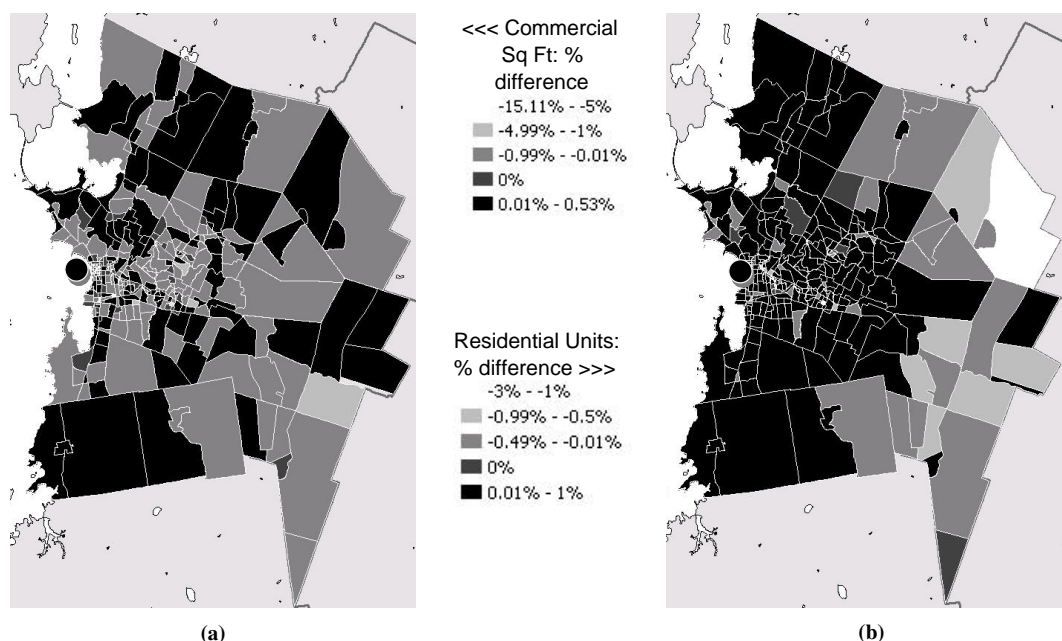 <<< Commercial
Sq Ft: %
difference
-15.11% - -5%
-4.99% - -1%
-0.99% - -0.01%
0%
0.01% - 0.53%
Residential Units:
% difference >>>
-3% - -1%
-0.99% - -0.5%
-0.49% - -0.01%
0%
0.01% - 1%
(a)
(b)